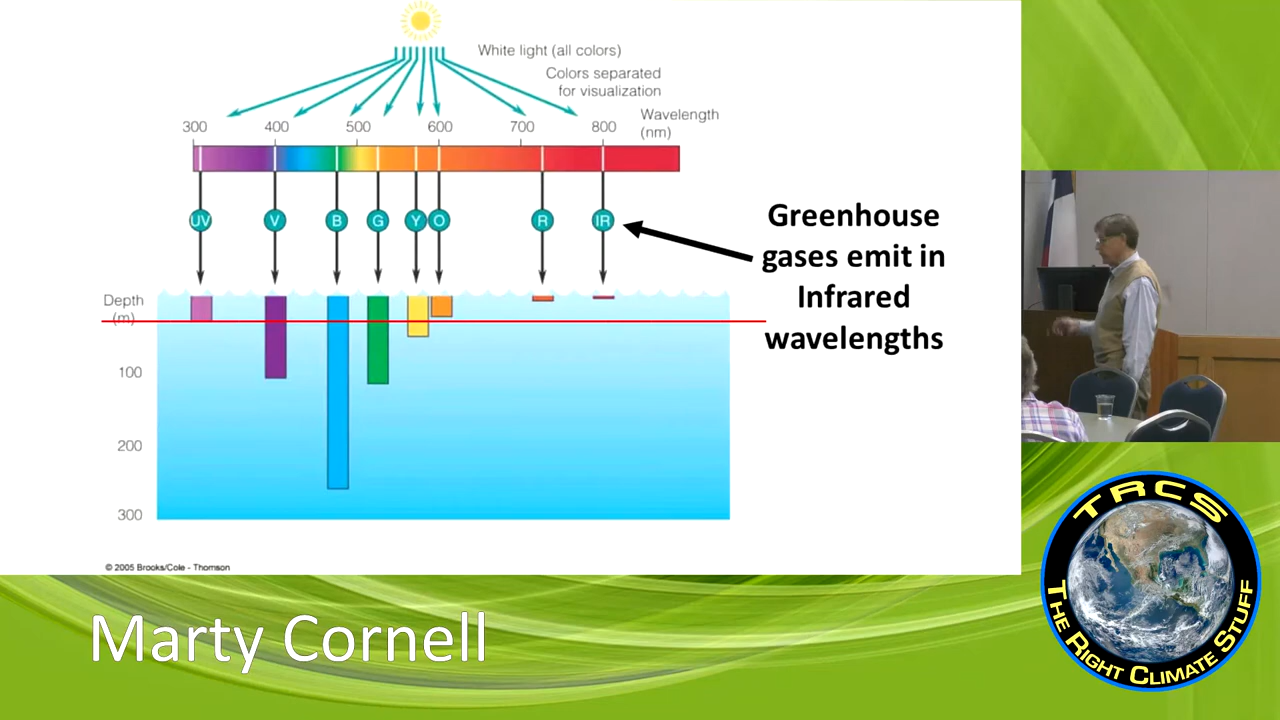 White light (all colors)
Colors separated
for visualization
Wavelength
(nm)
300 400 500 600 700 800
UV V B G Y O R IR
Greenhouse
gases emit in
Infrared
wavelengths
Depth
(m)
100
200
300
© 2005 Brooks/Cole - Thomson
Marty Cornell
TRCS
THE RIGHT CLIMATE STUFF